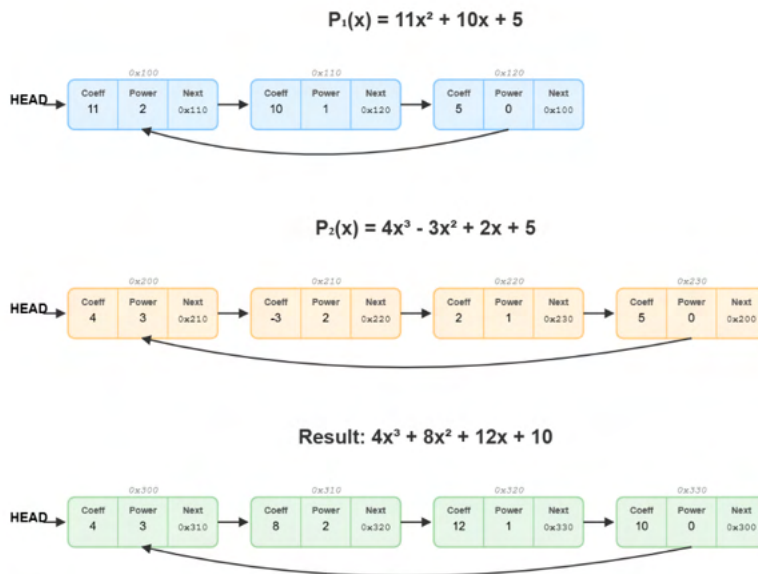 P₁(x) = 11x² + 10x + 5
0x100 0x110 0x120
Coeff Power Next Coeff Power Next Coeff Power Next
HEAD 11 2 0x110 10 1 0x120 5 0 0x100
P₂(x) = 4x³ - 3x² + 2x + 5
0x200 0x210 0x220 0x230
Coeff Power Next Coeff Power Next Coeff Power Next Coeff Power Next
HEAD 4 3 0x210 -3 2 0x220 2 1 0x230 5 0 0x200
Result: 4x³ + 8x² + 12x + 10
0x300 0x310 0x320 0x330
Coeff Power Next Coeff Power Next Coeff Power Next Coeff Power Next
HEAD 4 3 0x310 8 2 0x320 12 1 0x330 10 0 0x300